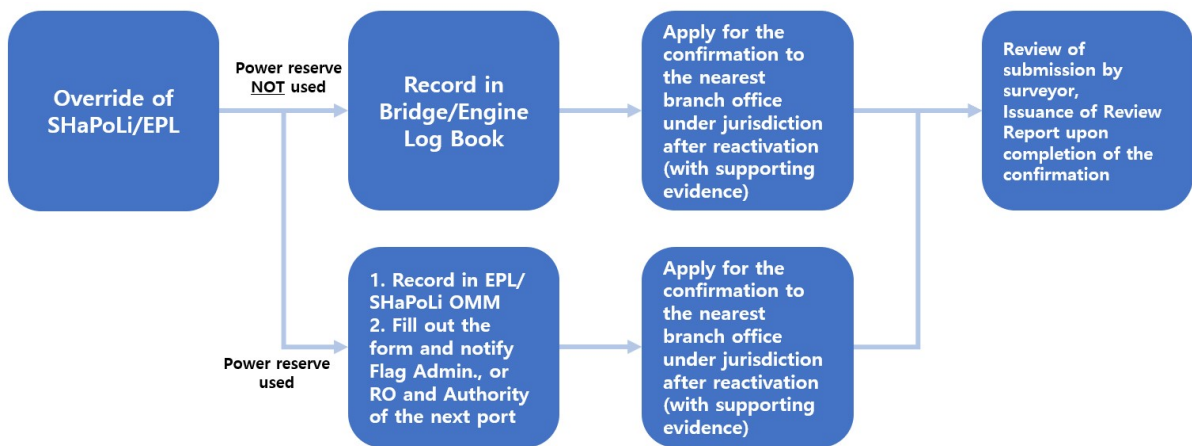 Override of
SHaPoLi/EPL
Power reserve
NOT used
Record in
Bridge/Engine
Log Book
Apply for the
confirmation to
the nearest
branch office
under jurisdiction
after reactivation
(with supporting
evidence)
Review of
submission by
surveyor,
Issuance of Review
Report upon
completion of the
confirmation
Power reserve
used
1. Record in EPL/
SHaPoLi OMM
2. Fill out the
form and notify
Flag Admin., or
RO and Authority
of the next port
Apply for the
confirmation to
the nearest
branch office
under jurisdiction
after reactivation
(with supporting
evidence)